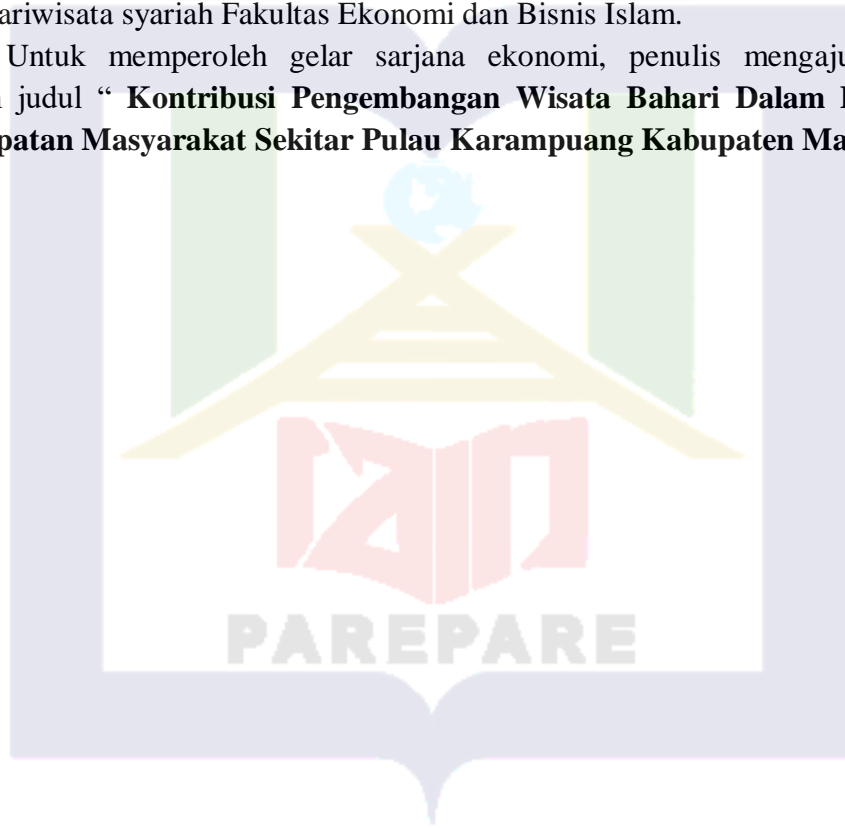 ariwisata syariah Fakultas Ekonomi dan Bisnis Islam.
Untuk memperoleh gelar sarjana ekonomi, penulis mengaju
judul “ Kontribusi Pengembangan Wisata Bahari Dalam
patan Masyarakat Sekitar Pulau Karampuang Kabupaten Ma
iain
PAREPARE